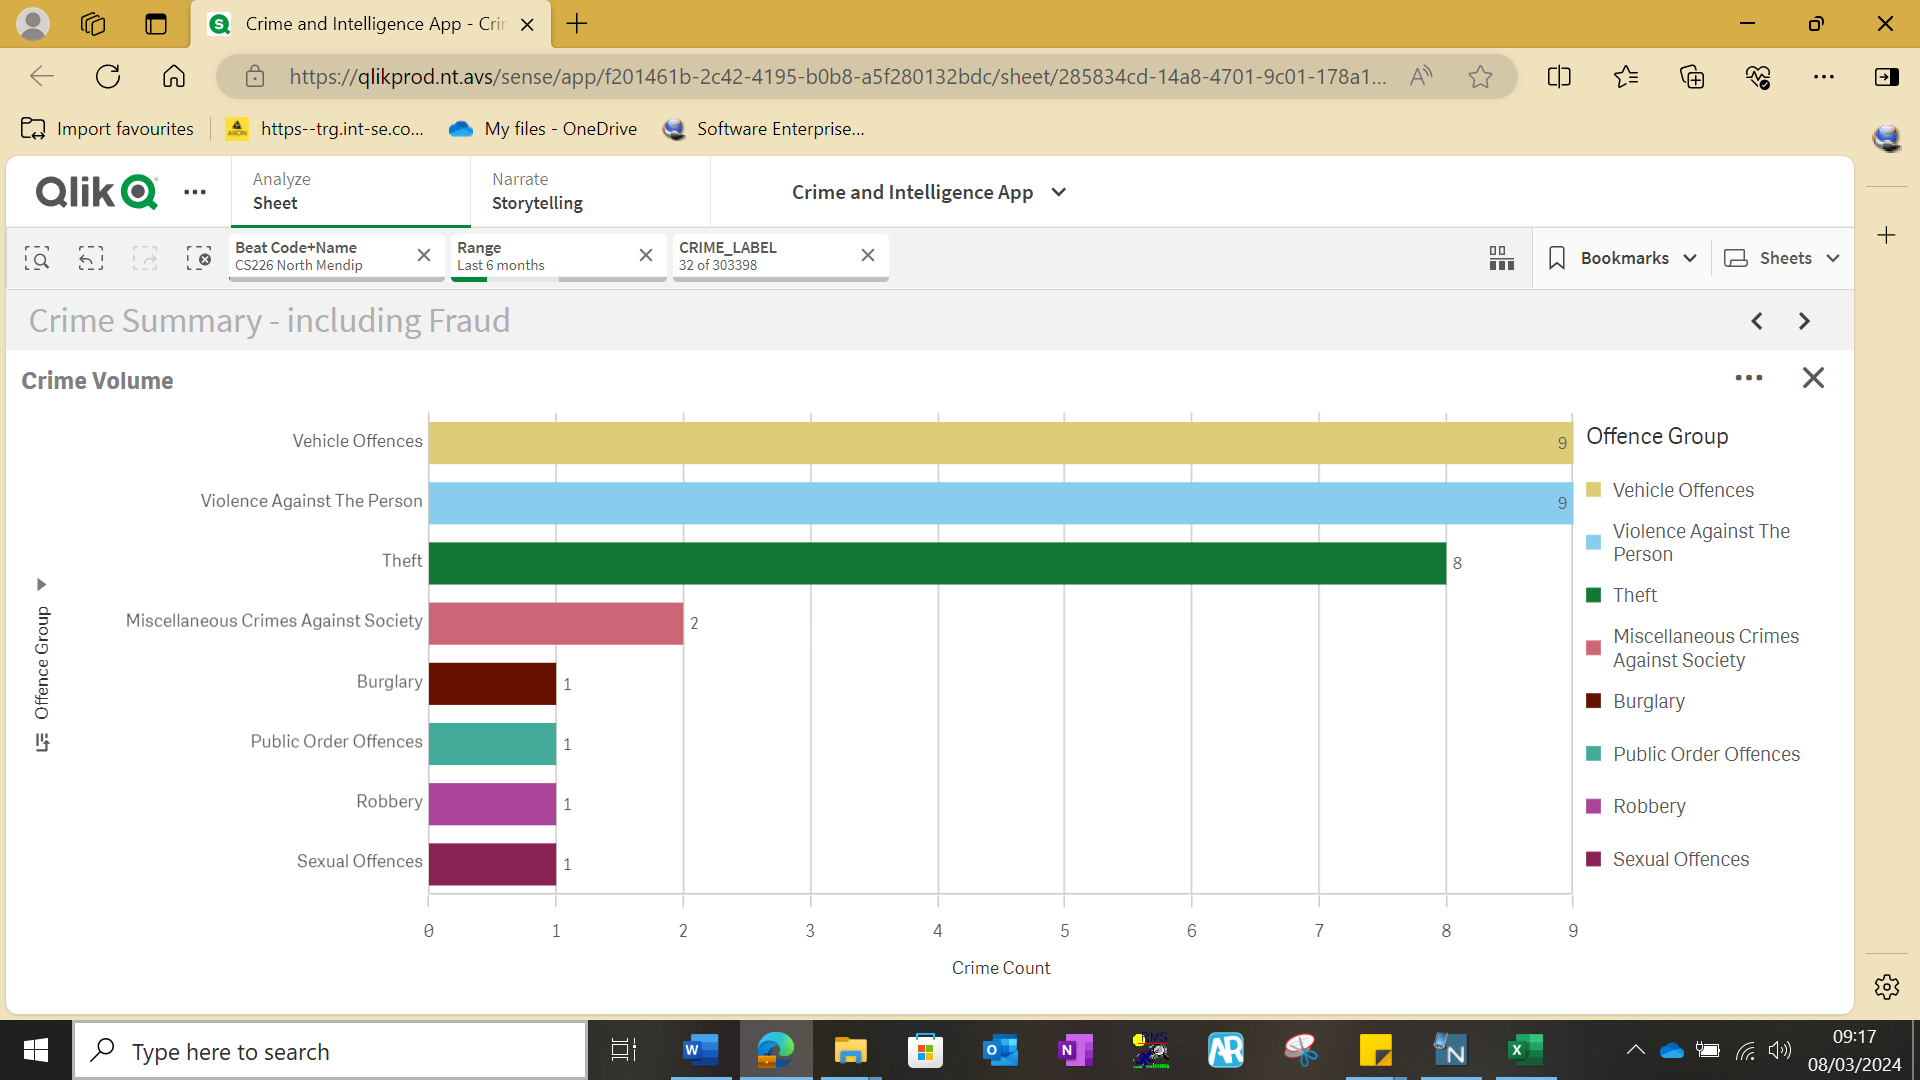 Crime and Intelligence App - Crir
https://qlikprod.nt.avs/sense/app/f201461b-2c42-4195-b0b8-a5f280132bdc/sheet/285834cd-14a8-4701-9c01-178a1...
Import favourites
https--trg.int-se.co...
My files - OneDrive
Software Enterprise...
Qlik
Analyze
Sheet
Narrate
Storytelling
Crime and Intelligence App
Beat Code+Name
CS226 North Mendip
Range
Last 6 months
CRIME_LABEL
32 of 303398
Bookmarks
Sheets
Crime Summary - including Fraud
Crime Volume
Offence Group
Vehicle Offences
9
Violence Against The Person
9
Theft
8
Miscellaneous Crimes Against Society
2
Burglary
1
Public Order Offences
1
Robbery
1
Sexual Offences
1
0 1 2 3 4 5 6 7 8 9
Crime Count
Offence Group
Vehicle Offences
Violence Against The
Person
Theft
Miscellaneous Crimes
Against Society
Burglary
Public Order Offences
Robbery
Sexual Offences
Type here to search
09:17
08/03/2024